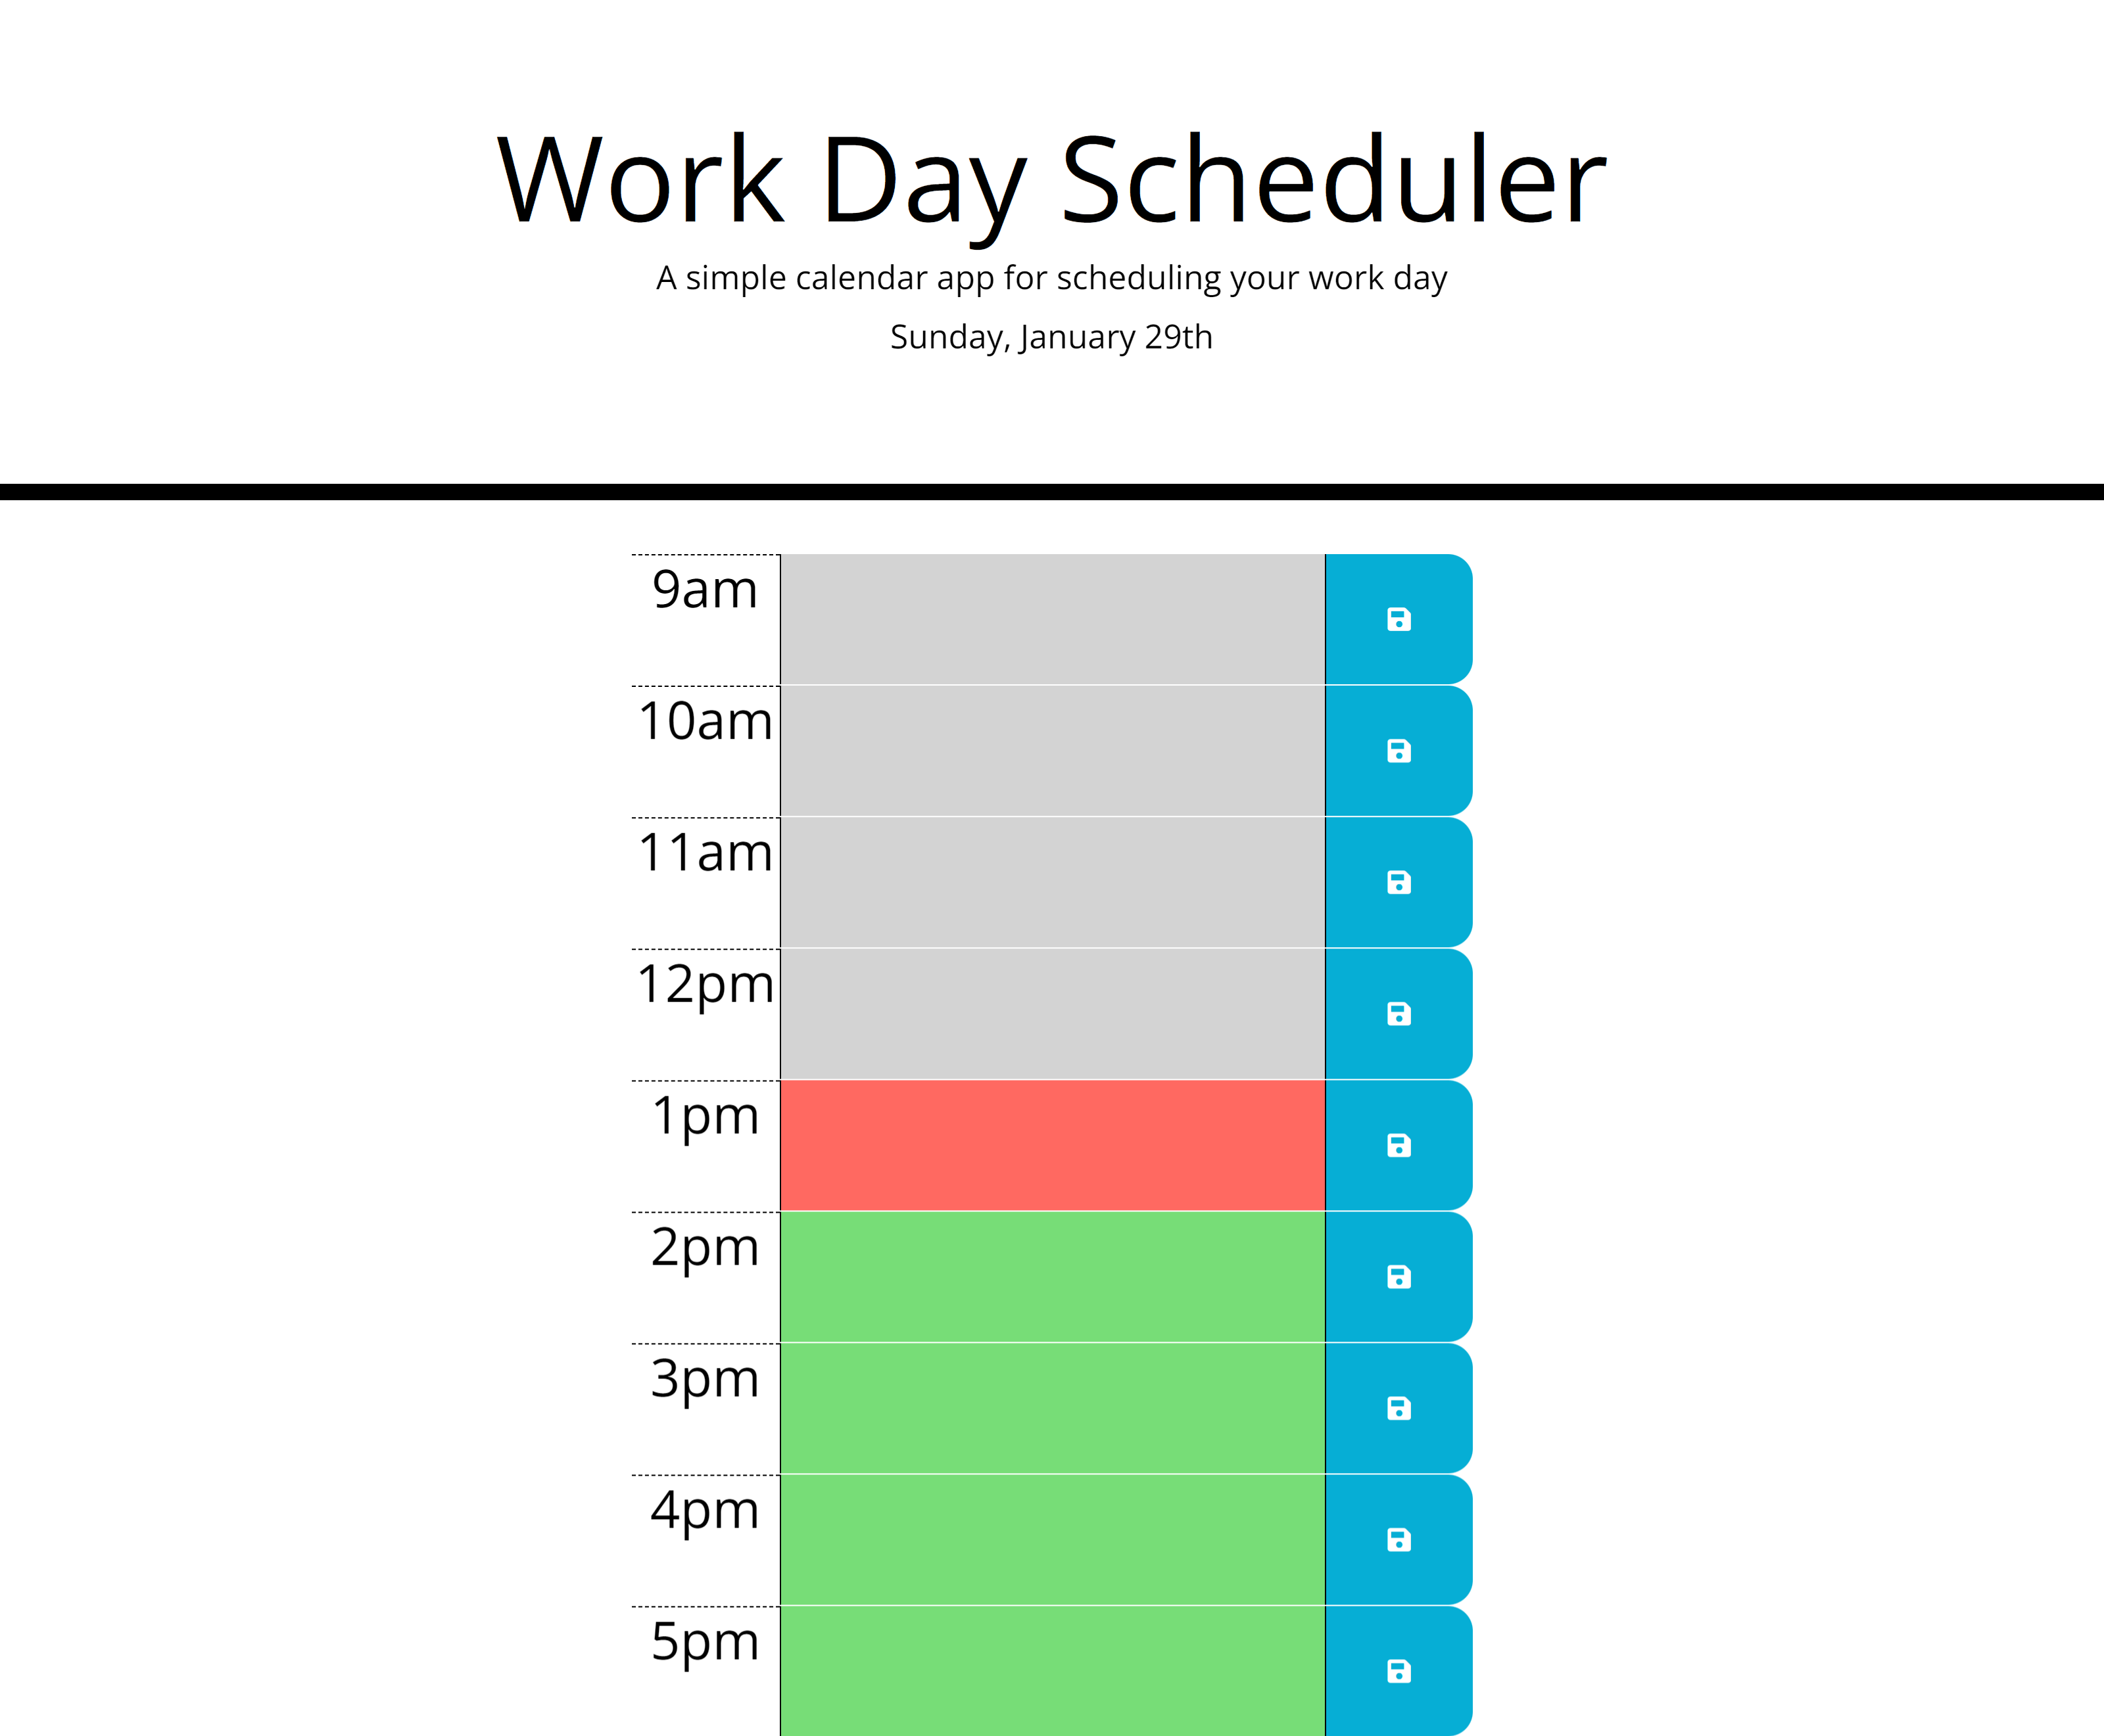 Work Day Scheduler
A simple calendar app for scheduling your work day
Sunday, January 29th
9am
10am
11am
12pm
1pm
2pm
3pm
4pm
5pm